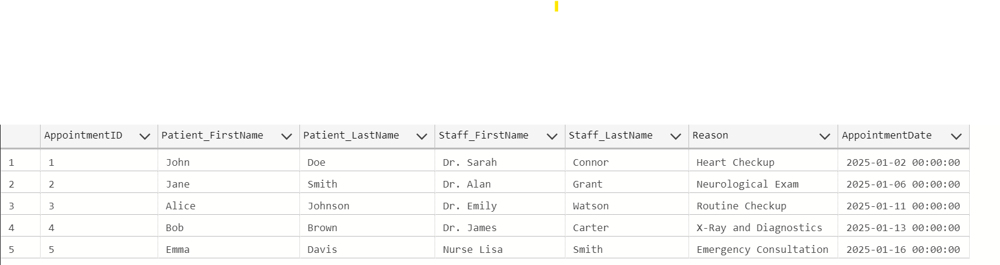 AppointmentID Patient_FirstName Patient_LastName Staff_FirstName Staff_LastName Reason AppointmentDate
1 1 John Doe Dr. Sarah Connor Heart Checkup 2025-01-02 00:00:00
2 2 Jane Smith Dr. Alan Grant Neurological Exam 2025-01-06 00:00:00
3 3 Alice Johnson Dr. Emily Watson Routine Checkup 2025-01-11 00:00:00
4 4 Bob Brown Dr. James Carter X-Ray and Diagnostics 2025-01-13 00:00:00
5 5 Emma Davis Nurse Lisa Smith Emergency Consultation 2025-01-16 00:00:00